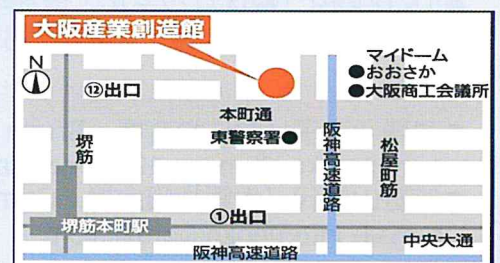 大阪産業創造館
N
⑫出口
マイドーム
●おおさか
●大阪商工会議所
本町通
東警察署●
堺筋
阪神高速道路
松屋町筋
①出口
堺筋本町駅
中央大通
阪神高速道路